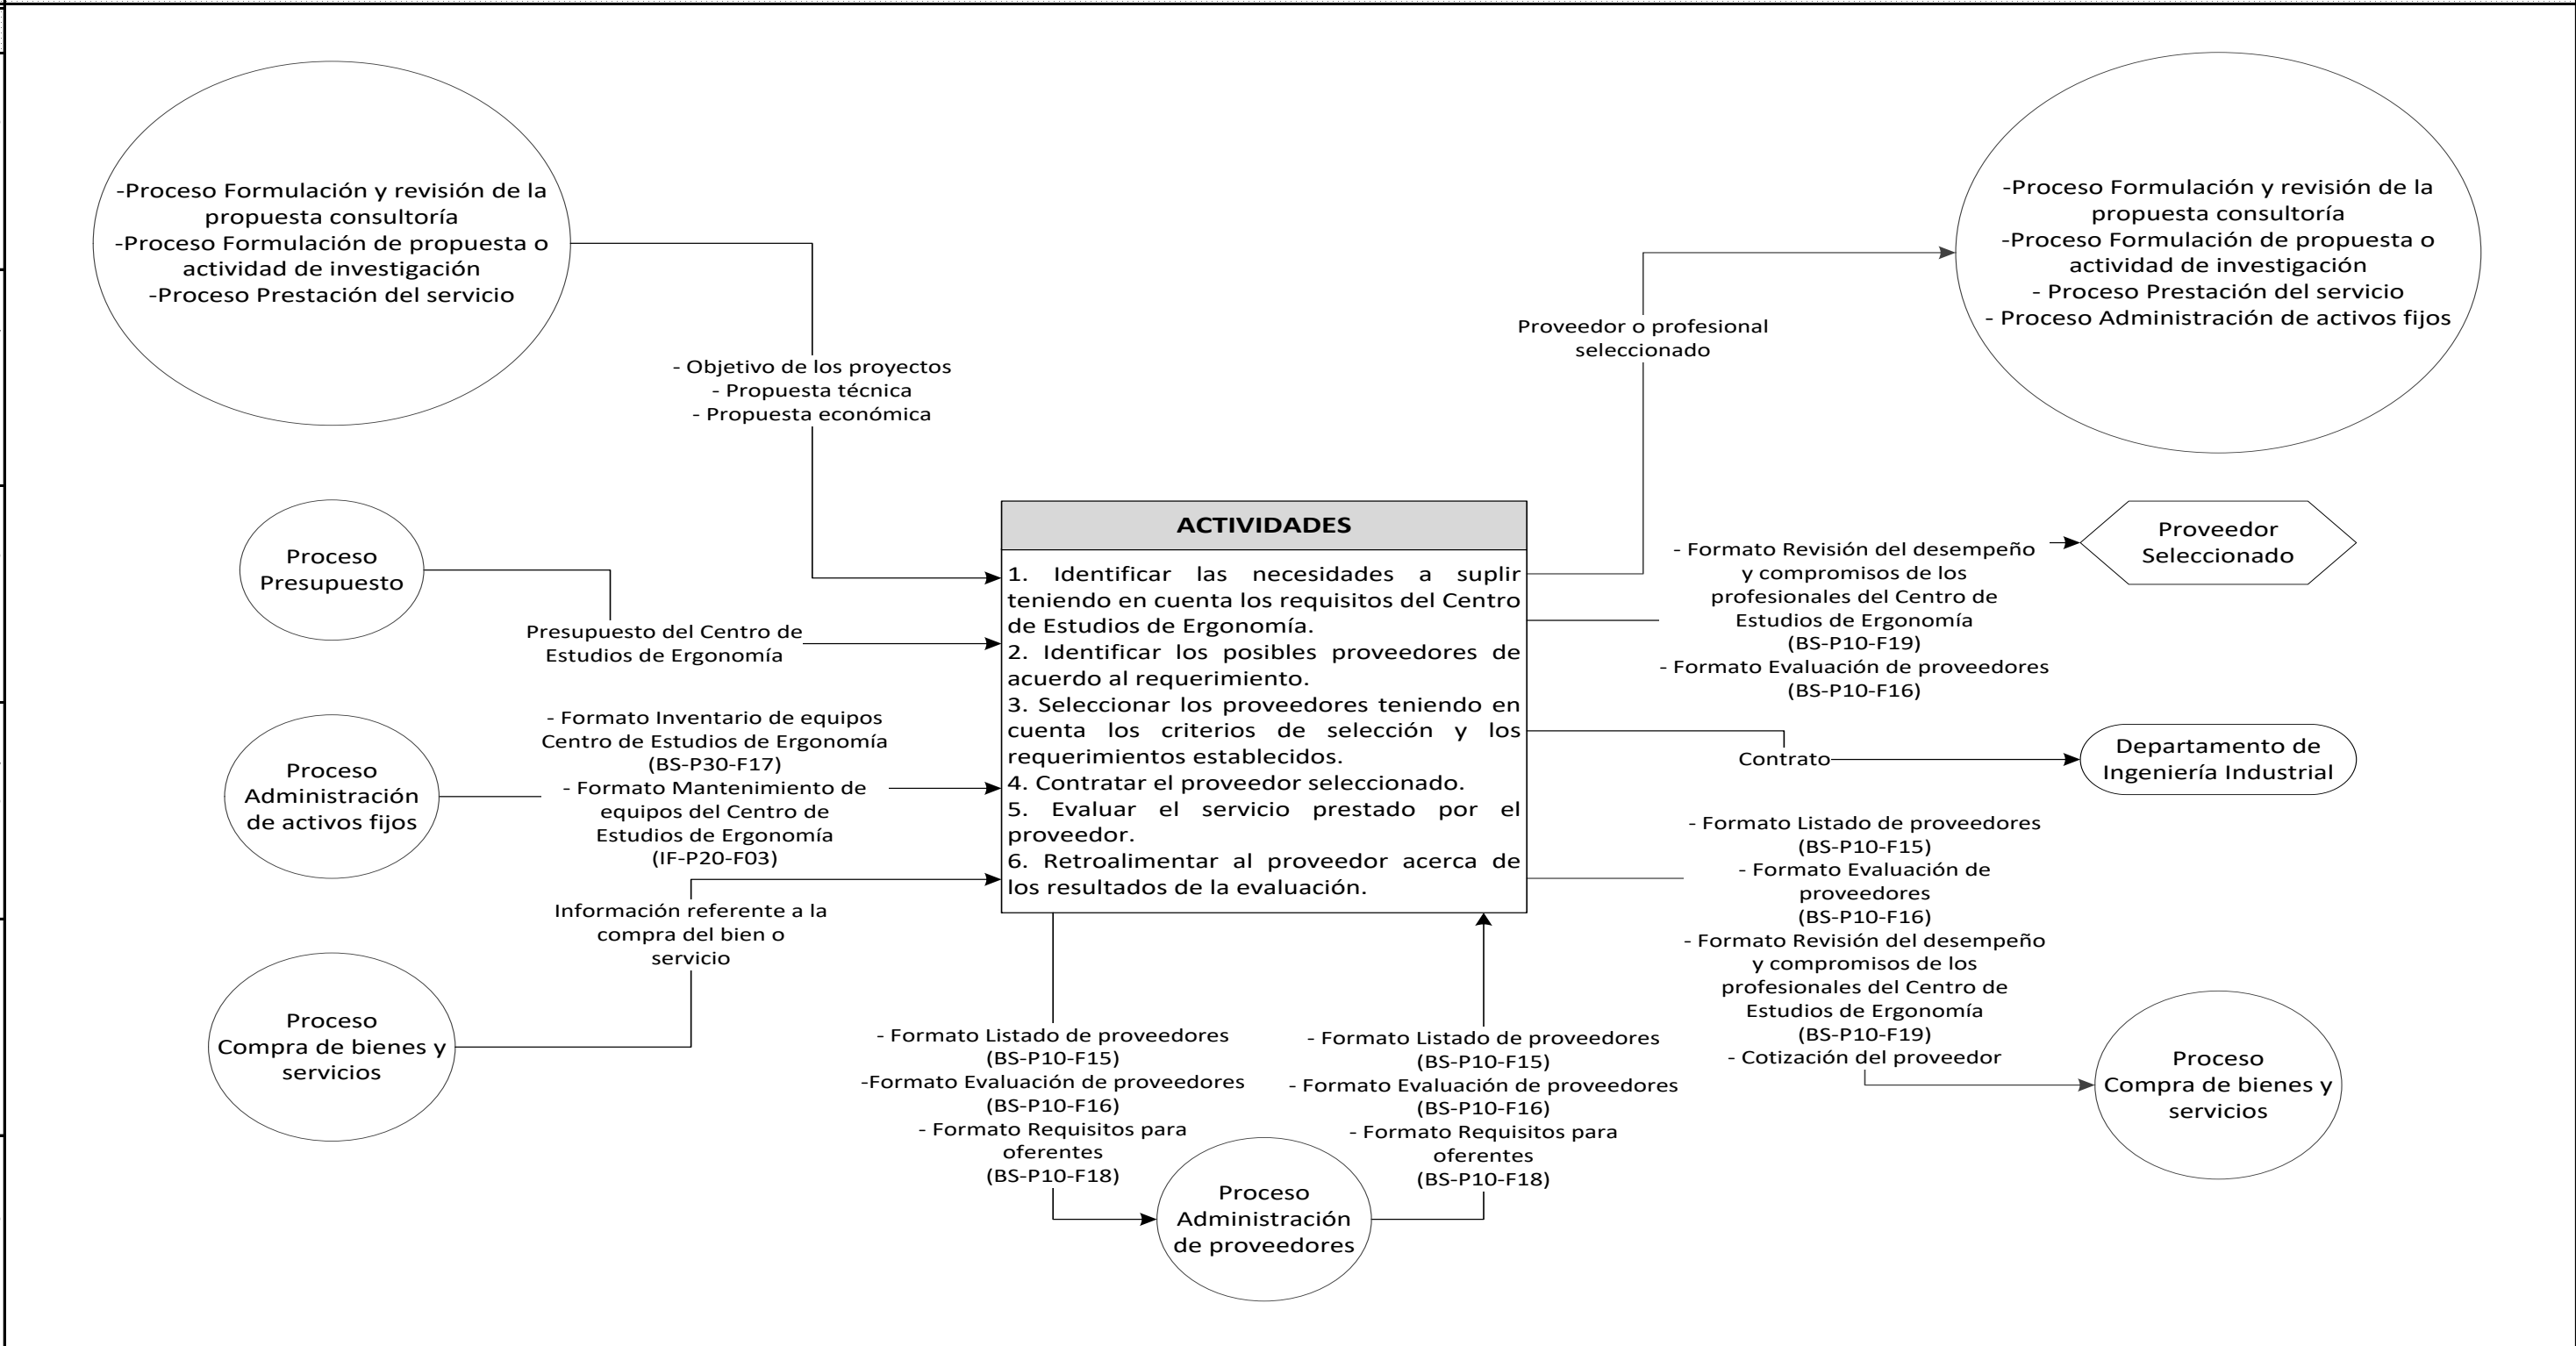 -Proceso Formulación y revisión de la
propuesta consultoría
-Proceso Formulación de propuesta o
actividad de investigación
-Proceso Prestación del servicio
- Objetivo de los proyectos
- Propuesta técnica
- Propuesta económica
Proceso
Presupuesto
Presupuesto del Centro de
Estudios de Ergonomía
Proceso
Administración
de activos fijos
- Formato Inventario de equipos
Centro de Estudios de Ergonomía
(BS-P30-F17)
- Formato Mantenimiento de
equipos del Centro de
Estudios de Ergonomía
(IF-P20-F03)
Proceso
Compra de bienes y
servicios
Información referente a la
compra del bien o
servicio
ACTIVIDADES
1. Identificar las necesidades a suplir
teniendo en cuenta los requisitos del Centro
de Estudios de Ergonomía.
2. Identificar los posibles proveedores de
acuerdo al requerimiento.
3. Seleccionar los proveedores teniendo en
cuenta los criterios de selección y los
requerimientos establecidos.
4. Contratar el proveedor seleccionado.
5. Evaluar el servicio prestado por el
proveedor.
6. Retroalimentar al proveedor acerca de
los resultados de la evaluación.
- Formato Listado de proveedores
(BS-P10-F15)
-Formato Evaluación de proveedores
(BS-P10-F16)
- Formato Requisitos para
oferentes
(BS-P10-F18)
Proceso
Administración
de proveedores
- Formato Listado de proveedores
(BS-P10-F15)
- Formato Evaluación de proveedores
(BS-P10-F16)
- Formato Requisitos para
oferentes
(BS-P10-F18)
Proveedor o profesional
seleccionado
-Proceso Formulación y revisión de la
propuesta consultoría
-Proceso Formulación de propuesta o
actividad de investigación
- Proceso Prestación del servicio
- Proceso Administración de activos fijos
- Formato Revisión del desempeño
y compromisos de los
profesionales del Centro de
Estudios de Ergonomía
(BS-P10-F19)
- Formato Evaluación de proveedores
(BS-P10-F16)
Proveedor
Seleccionado
Contrato
Departamento de
Ingeniería Industrial
- Formato Listado de proveedores
(BS-P10-F15)
- Formato Evaluación de
proveedores
(BS-P10-F16)
- Formato Revisión del desempeño
y compromisos de los
profesionales del Centro de
Estudios de Ergonomía
(BS-P10-F19)
- Cotización del proveedor
Proceso
Compra de bienes y
servicios